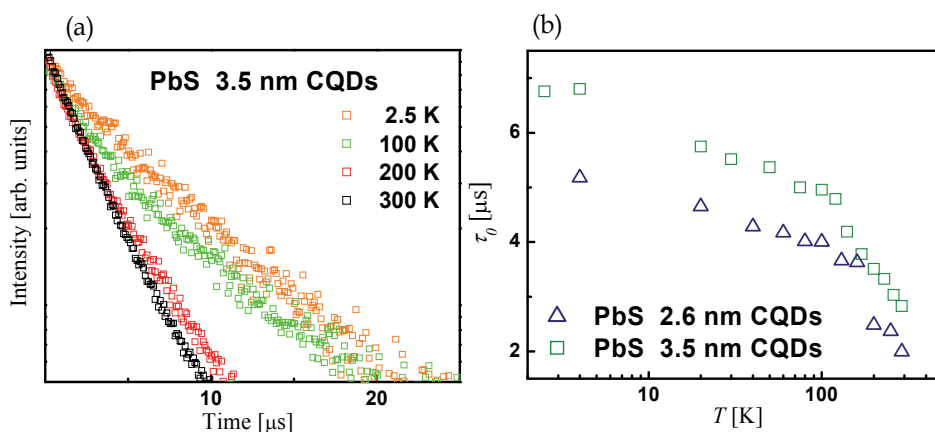 (a)
PbS 3.5 nm CQDs
2.5 K
100 K
200 K
300 K
Intensity [arb. units]
10
20
Time [μs]
(b)
6
4
2
τ0 [μs]
PbS 2.6 nm CQDs
PbS 3.5 nm CQDs
10
100
T [K]